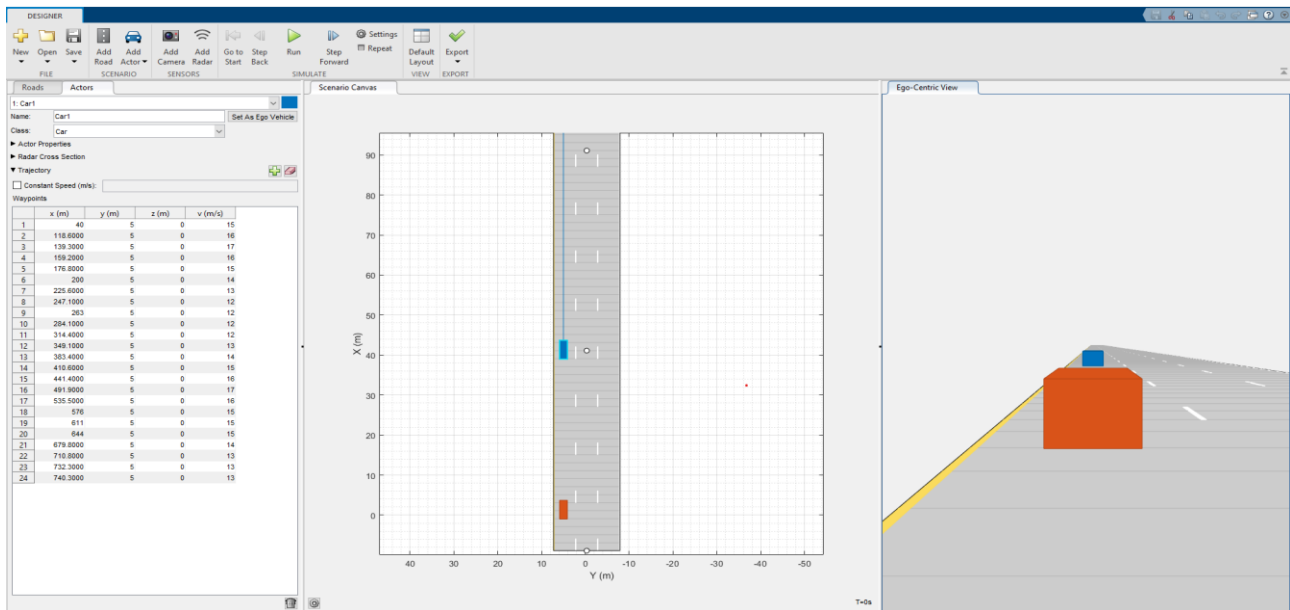 DESIGNER
New Open Save Add Road Add Actor Add Camera Add Radar Go to Start Step Back Run Step Forward Settings Repeat Default Layout Export
FILE SCENARIO SENSORS SIMULATE VIEW EXPORT
Roads Actors
1: Car1
Name: Car1 Set As Ego Vehicle
Class: Car
Actor Properties
Radar Cross Section
Trajectory
Constant Speed (m/s):
Waypoints
x (m) y (m) z (m) v (m/s)
1 40 5 0 15
2 118.6000 5 0 16
3 139.3000 5 0 17
4 159.2000 5 0 16
5 176.8000 5 0 15
6 200 5 0 14
7 225.6000 5 0 13
8 247.1000 5 0 12
9 263 5 0 12
10 284.1000 5 0 12
11 314.4000 5 0 12
12 349.1000 5 0 13
13 383.4000 5 0 14
14 410.6000 5 0 15
15 441.4000 5 0 16
16 491.9000 5 0 17
17 535.5000 5 0 16
18 576 5 0 15
19 611 5 0 15
20 644 5 0 15
21 679.8000 5 0 14
22 710.8000 5 0 13
23 732.3000 5 0 13
24 740.3000 5 0 13
Scenario Canvas
90
80
70
60
50
40
30
20
10
0
X (m)
40 30 20 10 0 -10 -20 -30 -40 -50
Y (m)
T=0s
Ego-Centric View